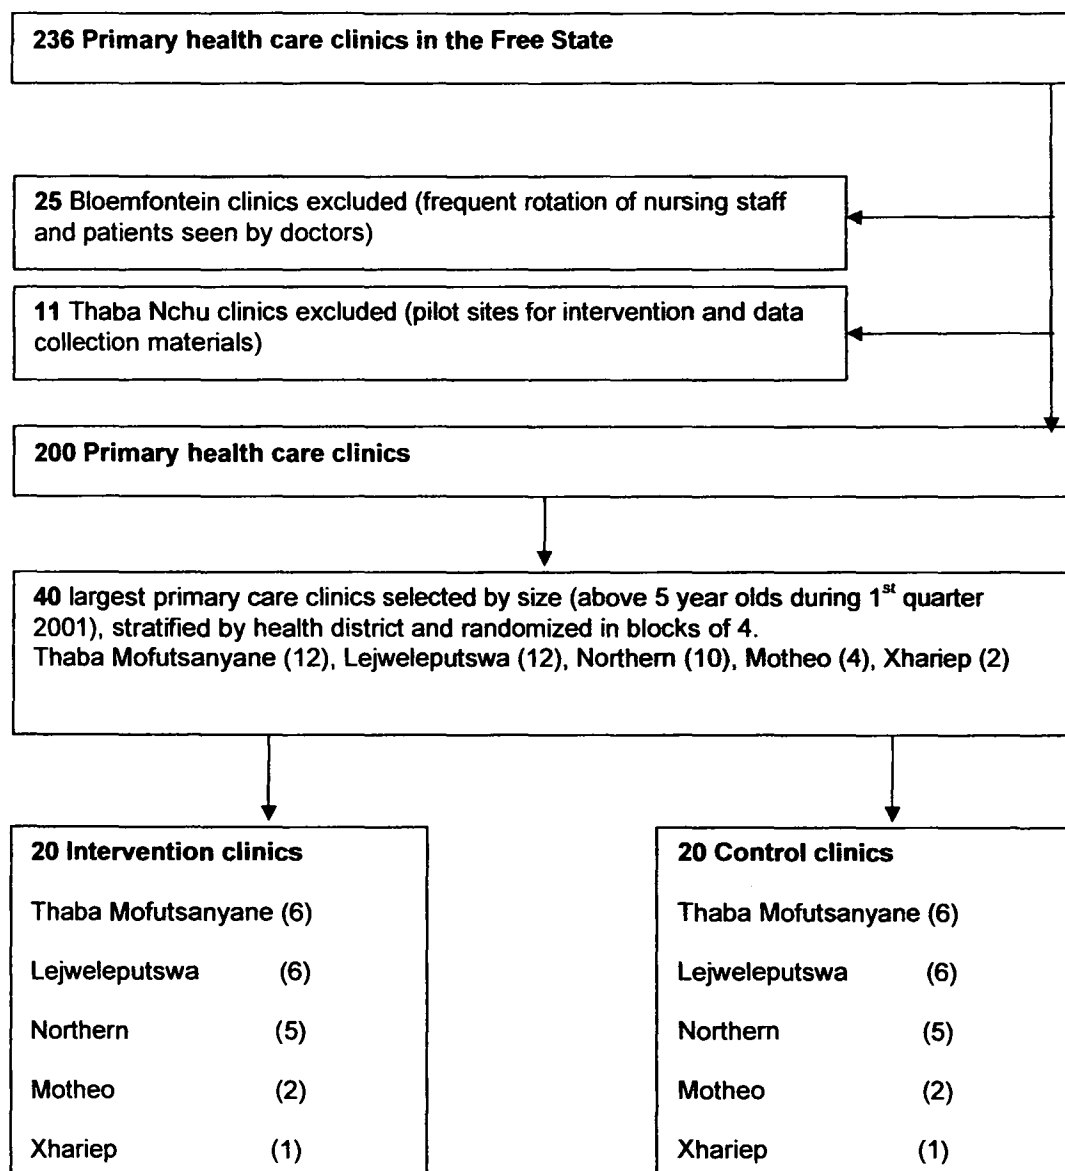 236 Primary health care clinics in the Free State
25 Bloemfontein clinics excluded (frequent rotation of nursing staff
and patients seen by doctors)
11 Thaba Nchu clinics excluded (pilot sites for intervention and data
collection materials)
200 Primary health care clinics
40 largest primary care clinics selected by size (above 5 year olds during 1st quarter
2001), stratified by health district and randomized in blocks of 4.
Thaba Mofutsanyane (12), Lejweleputswa (12), Northern (10), Motheo (4), Xhariep (2)
20 Intervention clinics
Thaba Mofutsanyane (6)
Lejweleputswa (6)
Northern (5)
Motheo (2)
Xhariep (1)
20 Control clinics
Thaba Mofutsanyane (6)
Lejweleputswa (6)
Northern (5)
Motheo (2)
Xhariep (1)